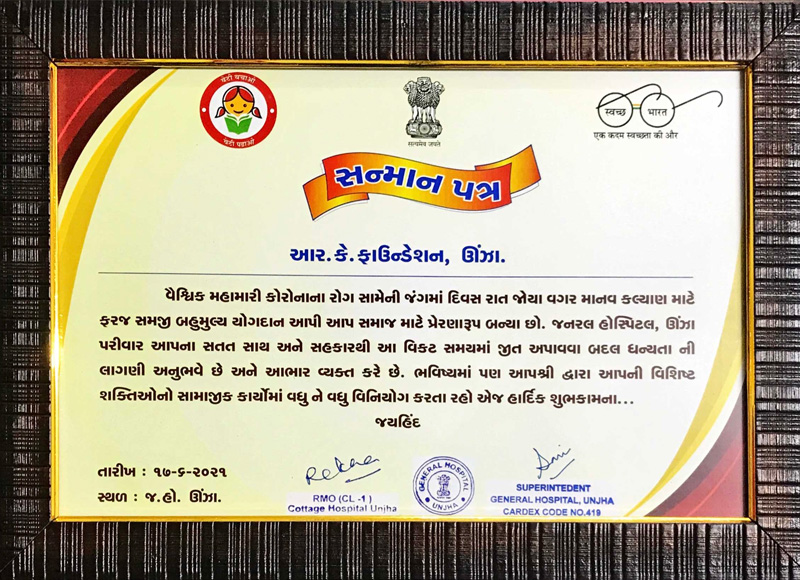 બેટી બચાવો
બેટી વધાવો
सत्यमेव जयते
स्वच्छ भारत
एक कदम स्वच्छता की ओर
સન્માન પત્ર
આર.કે.ફાઉન્ડેશન, ઊંઝા.
વૈશ્વિક મહામારી કોરોનાના રોગ સામેની જંગમાં દિવસ રાત જોયા વગર માનવ કલ્યાણ માટે
ફરજ સમજી બહુમુલ્ય યોગદાન આપી આપ સમાજ માટે પ્રેરણારૂપ બન્યા છો. જનરલ હોસ્પિટલ, ઊંઝા
પરીવાર આપના સતત સાથ અને સહકારથી આ વિકટ સમયમાં જીત અપાવવા બદલ ધન્યતા ની
લાગણી અનુભવે છે અને આભાર વ્યક્ત કરે છે. ભવિષ્યમાં પણ આપશ્રી દ્વારા આપની વિશિષ્ટ
શક્તિઓનો સામાજીક કાર્યોમાં વધુ ને વધુ વિનિયોગ કરતા રહો એજ હાર્દિક શુભકામના...
જયહિંદ
તારીખ : ૧૭-૬-૨૦૨૧
સ્થળ : જ.હો. ઊંઝા.
Rekha
RMO (CL -1 )
Cottage Hospital Unjha
GENERAL HOSPITAL
UNJHA
SUPERINTEDENT
GENERAL HOSPITAL, UNJHA
CARDEX CODE NO.419